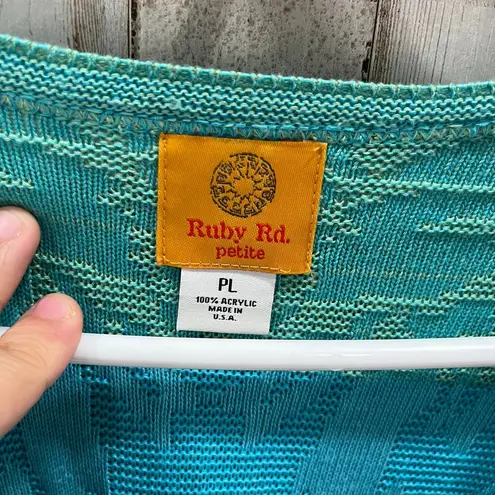 Ruby Rd.
petite
PL
100% ACRYLIC
MADE IN
U.S.A.